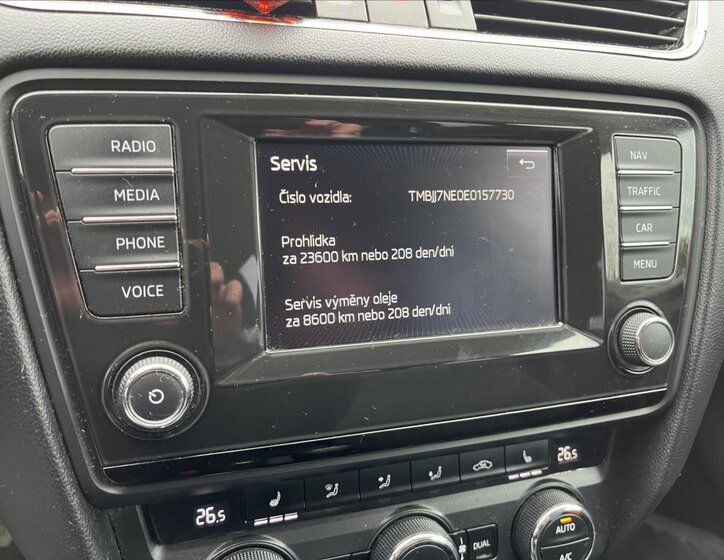 RADIO
MEDIA
PHONE
VOICE
Servis
Číslo vozidla: TMBJJ7NE0E0157730
Prohlídka
za 23600 km nebo 208 den/dní
Servis výměny oleje
za 8600 km nebo 208 den/dní
NAV
TRAFFIC
CAR
MENU
26.5
26.5
DUAL
AUTO
A/C